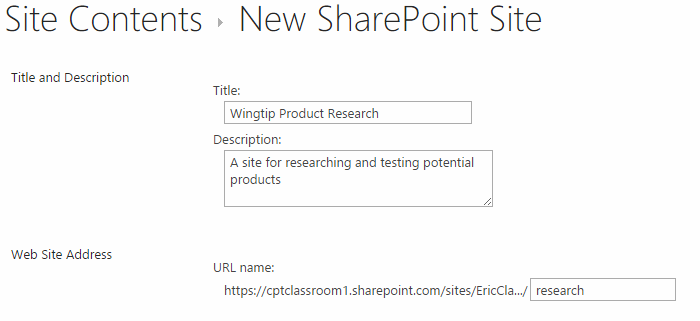 Site Contents ▸ New SharePoint Site
Title and Description
Title:
Wingtip Product Research
Description:
A site for researching and testing potential
products
Web Site Address
URL name:
https://cptclassroom1.sharepoint.com/sites/EricCla.../ research